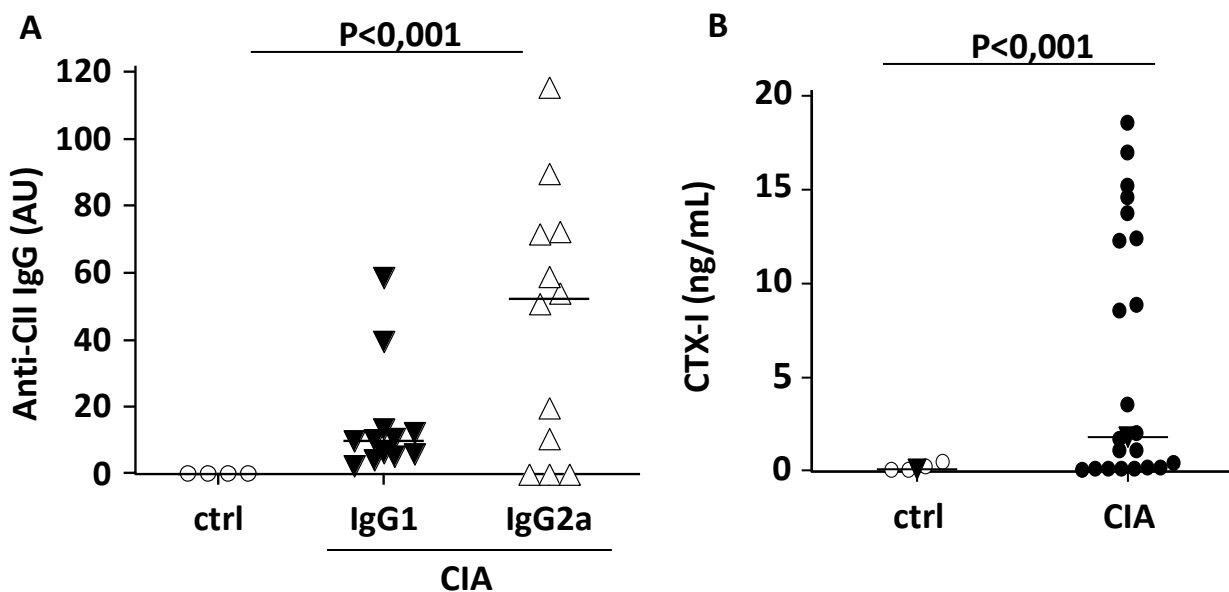 A
P<0,001
Anti-CII IgG (AU)
120
100
80
60
40
20
0
ctrl
IgG1
IgG2a
CIA
B
P<0,001
CTX-I (ng/mL)
20
15
10
5
0
ctrl
CIA